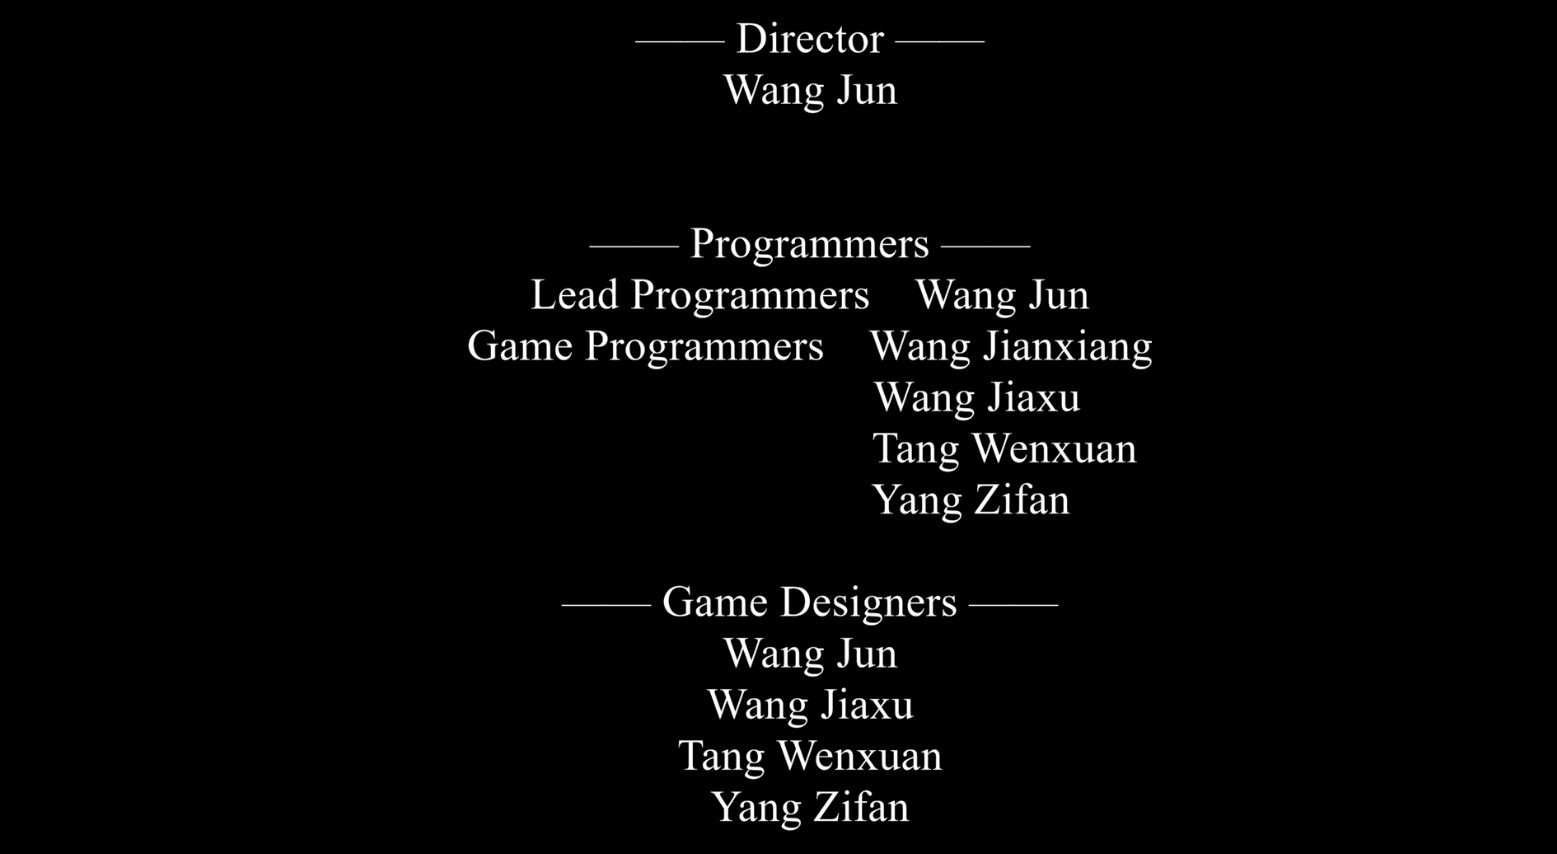 —— Director ——
Wang Jun
—— Programmers ——
Lead Programmers Wang Jun
Game Programmers Wang Jianxiang
Wang Jiaxu
Tang Wenxuan
Yang Zifan
—— Game Designers ——
Wang Jun
Wang Jiaxu
Tang Wenxuan
Yang Zifan